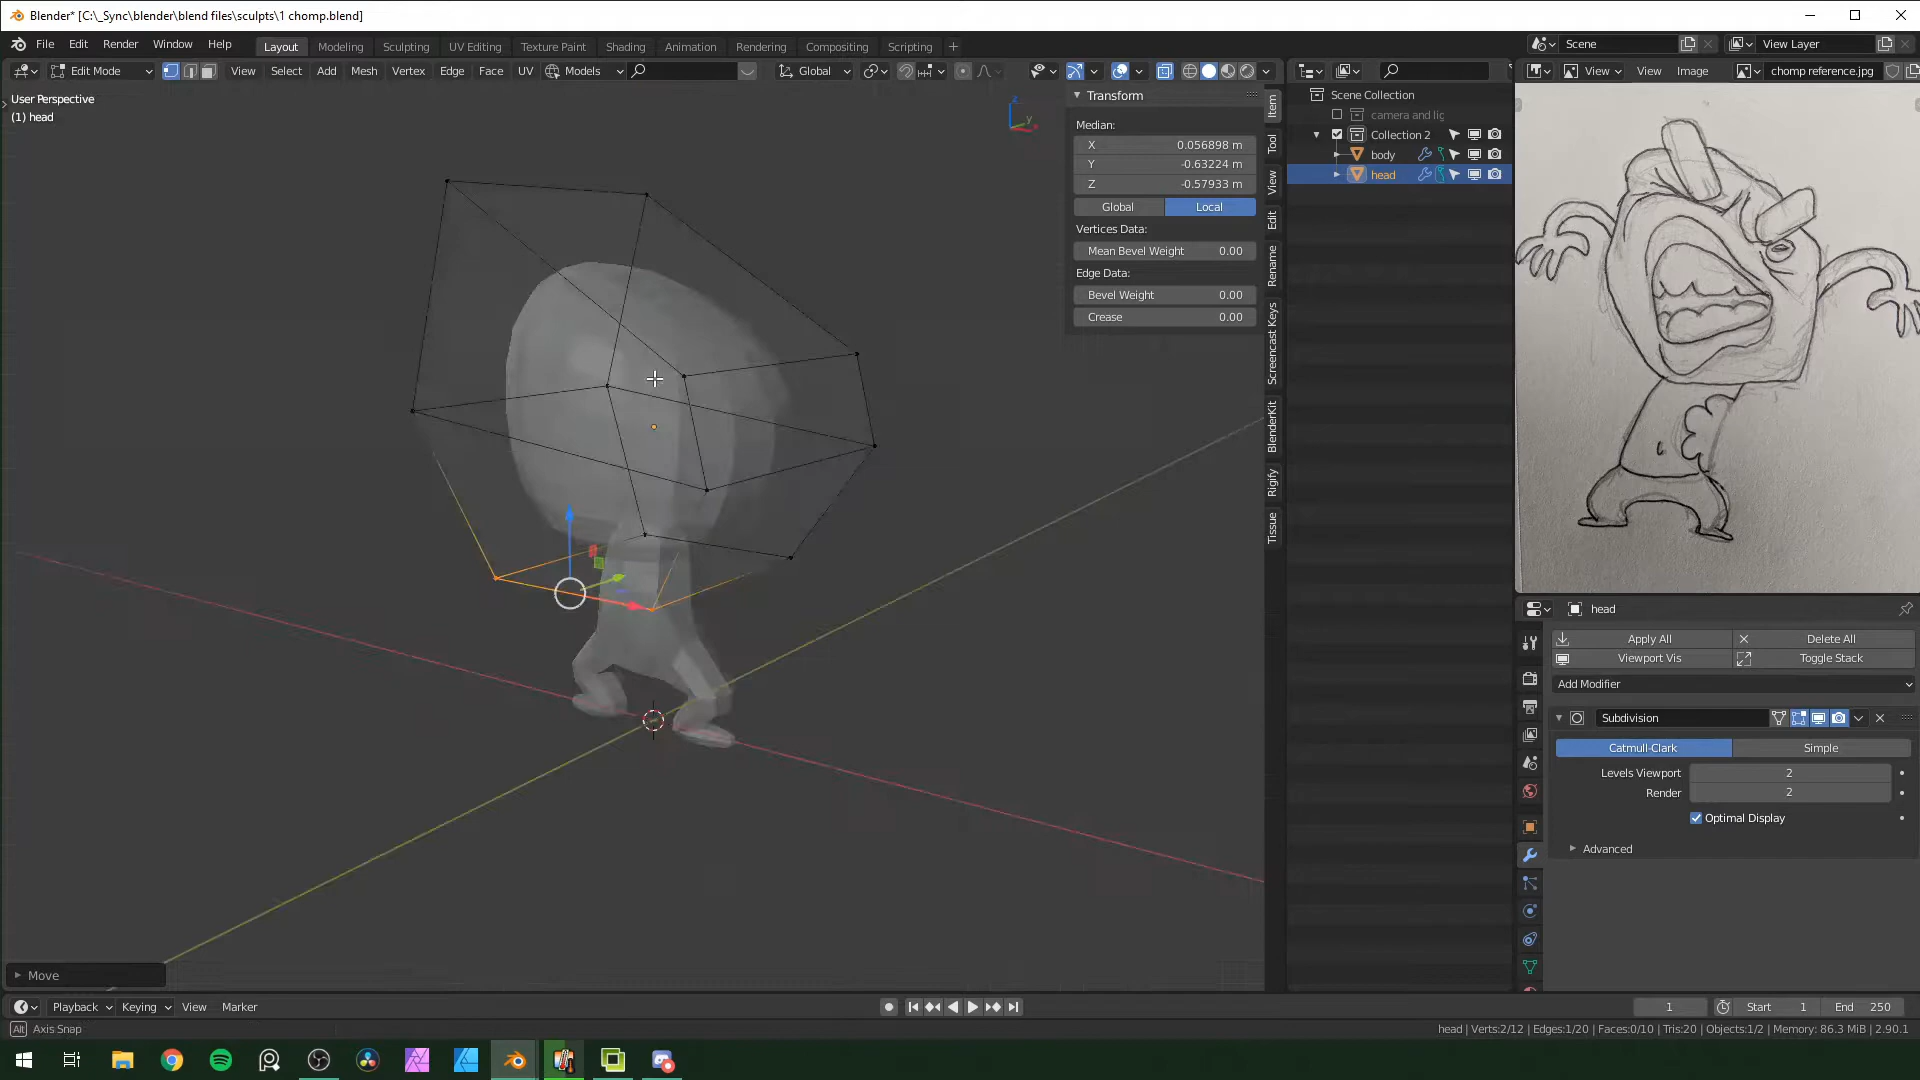 Blender* [C:\_Sync\blender\blend files\sculpts\1 chomp.blend]
File Edit Render Window Help
Layout Modeling Sculpting UV Editing Texture Paint Shading Animation Rendering Compositing Scripting
Scene
View Layer
Edit Mode
View Select Add Mesh Vertex Edge Face UV
Models
Global
View View Image
chomp reference.jpg
User Perspective
(1) head
Transform
Median:
X 0.056898 m
Y -0.63224 m
Z -0.57933 m
Global Local
Vertices Data:
Mean Bevel Weight 0.00
Edge Data:
Bevel Weight 0.00
Crease 0.00
Item
Tool
View
Edit
Rename
Screencast Keys
BlenderKit
Rigify
Tissue
Scene Collection
camera and lig
Collection 2
body
head
head
Apply All Delete All
Viewport Vis Toggle Stack
Add Modifier
Subdivision
Catmull-Clark Simple
Levels Viewport 2
Render 2
Optimal Display
Advanced
Move
Playback Keying View Marker
1 Start 1 End 250
Alt Axis Snap
head | Verts:2/12 | Edges:1/20 | Faces:0/10 | Tris:20 | Objects:1/2 | Memory: 86.3 MiB | 2.90.1